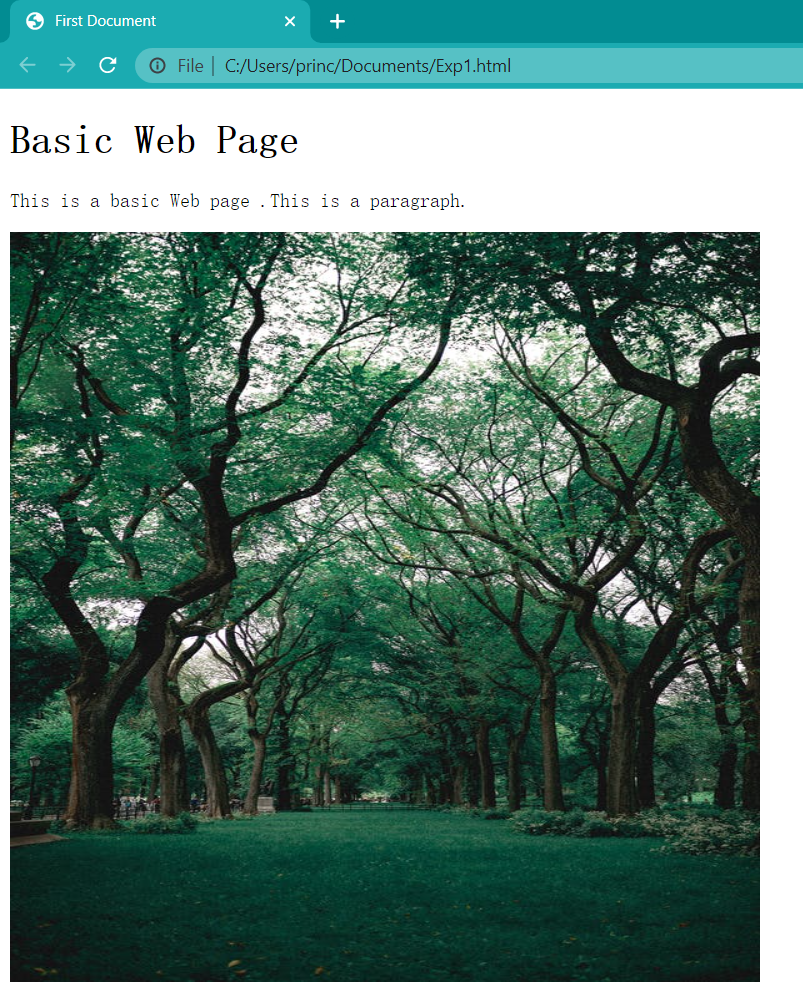 First Document
File | C:/Users/princ/Documents/Exp1.html
Basic Web Page
This is a basic Web page .This is a paragraph.